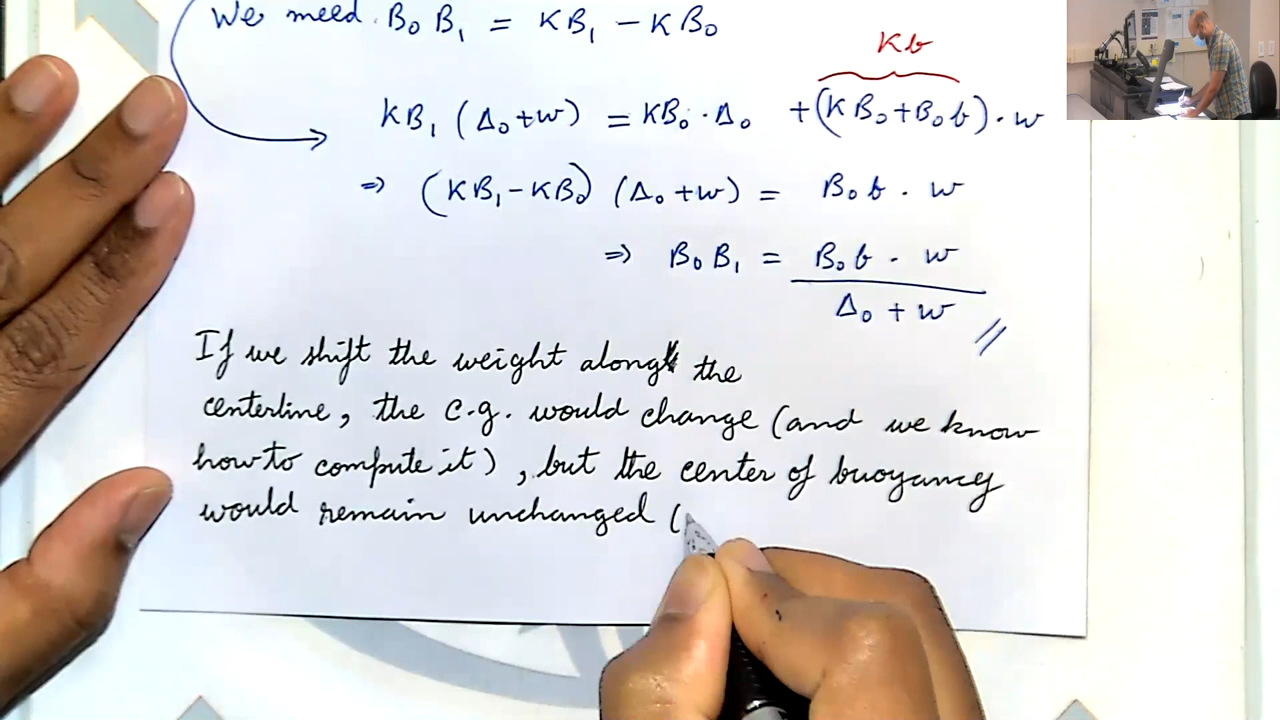 We need B₀B₁ = KB₁ - KB₀
Kb
KB₁ (Δ₀+w) = KB₀ · Δ₀ + (KB₀+B₀b) · w
⇒ (KB₁ - KB₀) (Δ₀+w) = B₀b · w
⇒ B₀B₁ = B₀b · w
Δ₀ + w //
If we shift the weight along the
centerline, the c.g. would change (and we know
how to compute it), but the center of buoyancy
would remain unchanged (